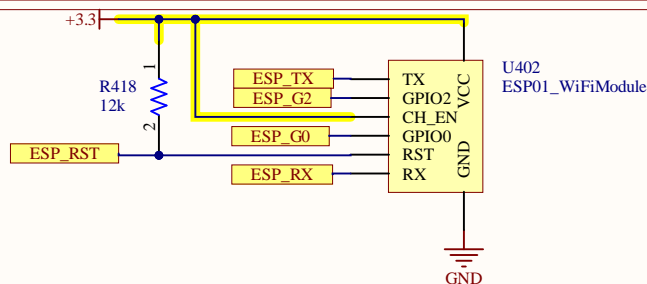 +3.3
U402
ESP01_WiFiModule
R418
12k
1
2
ESP_TX
ESP_G2
ESP_G0
ESP_RST
ESP_RX
TX
GPIO2
CH_EN
GPIO0
RST
RX
VCC
GND
GND